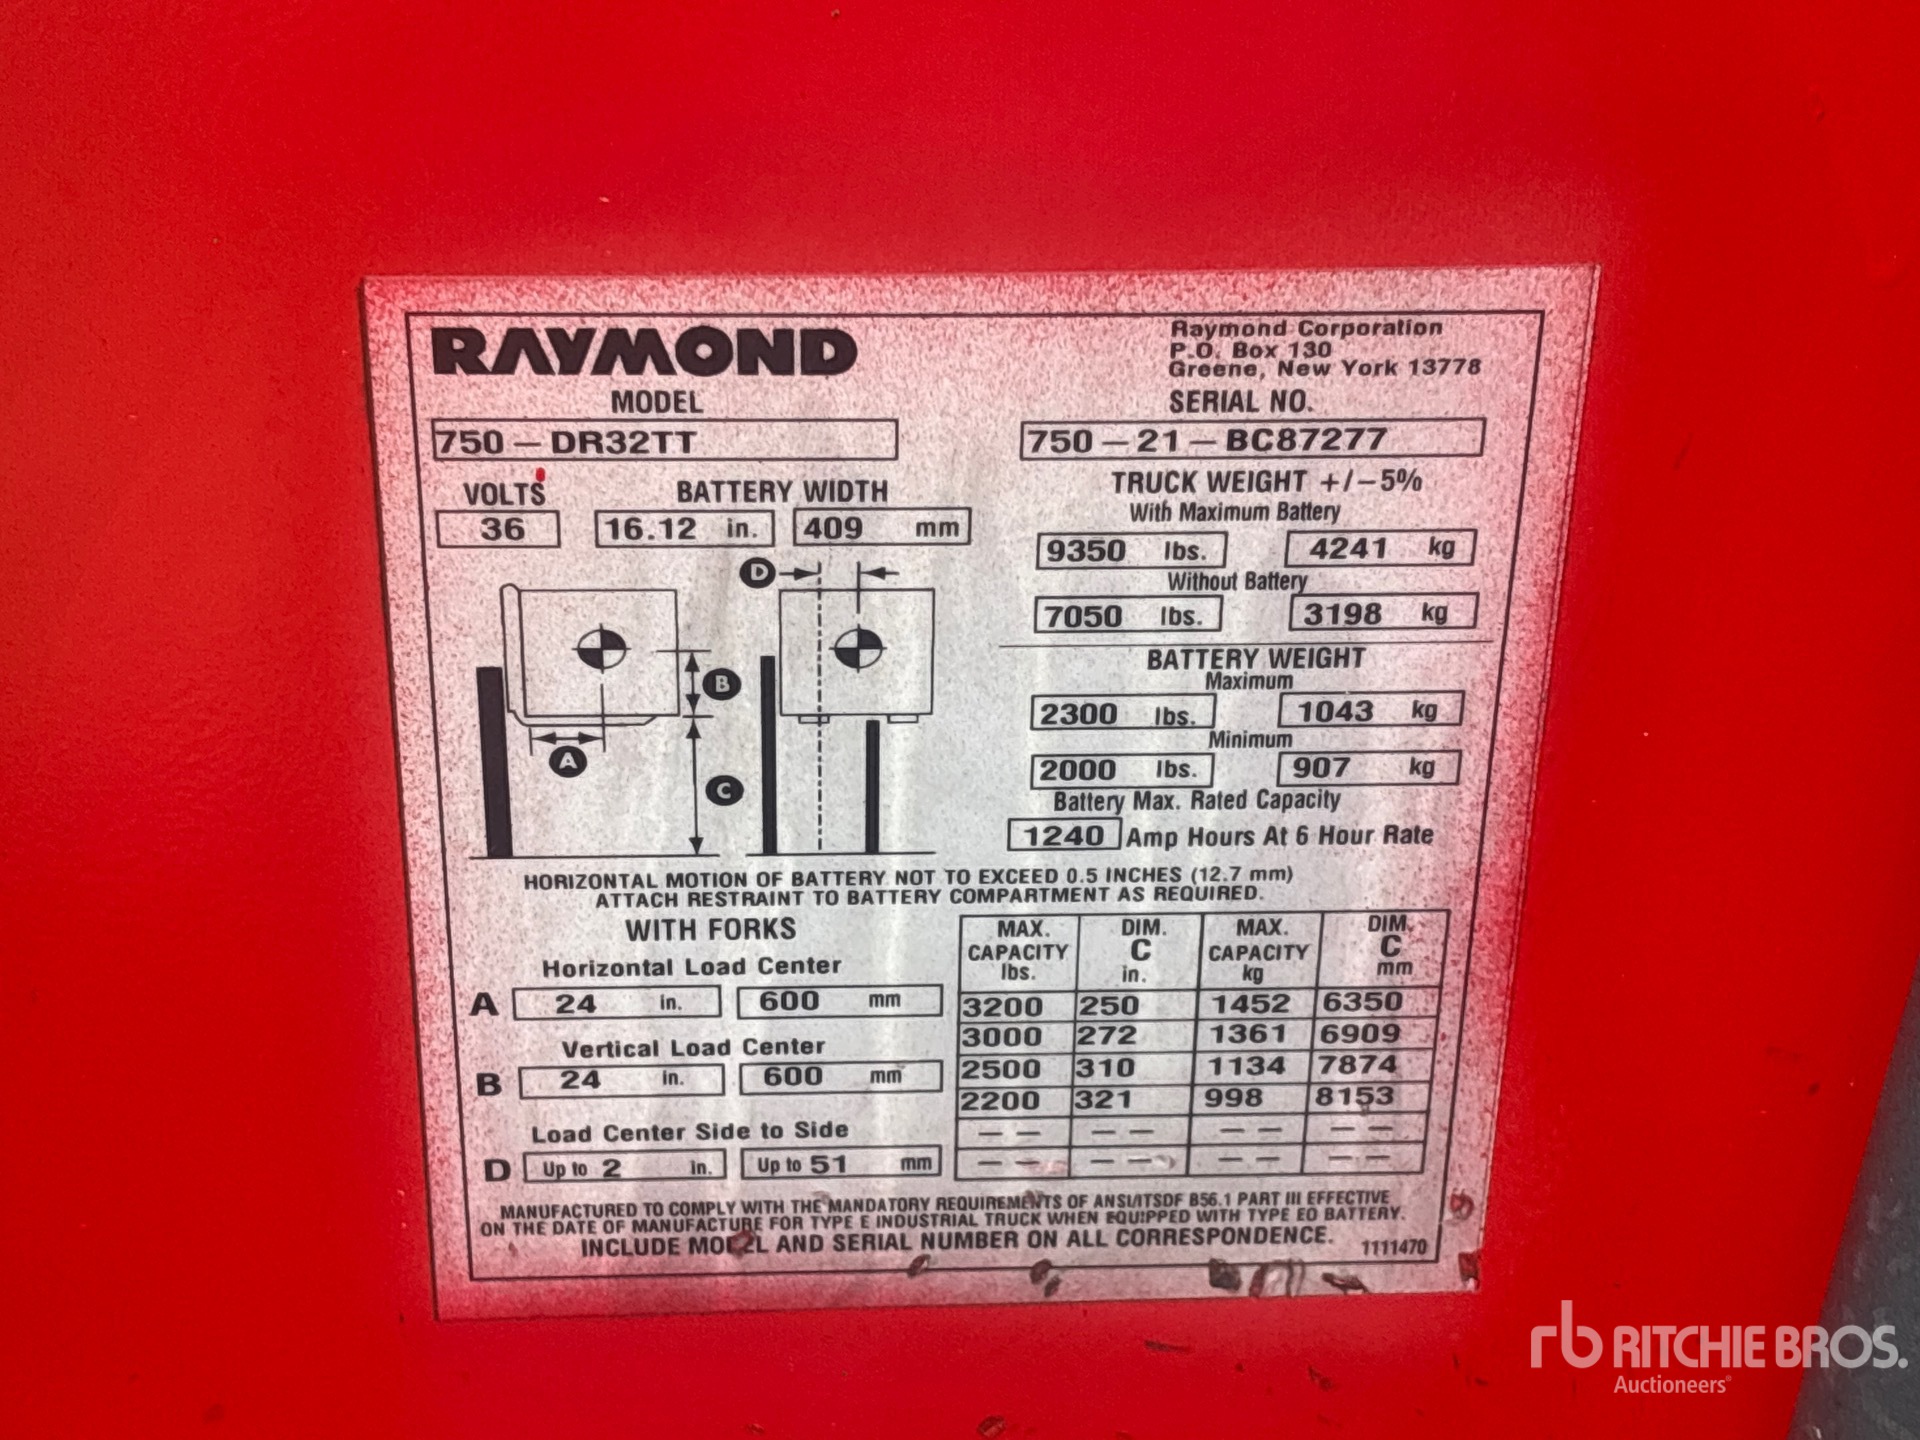 RAYMOND
Raymond Corporation
P.O. Box 130
Greene, New York 13778
MODEL
SERIAL NO.
750 – DR32TT
750 – 21 – BC87277
VOLTS
BATTERY WIDTH
36
16.12 in.
409 mm
TRUCK WEIGHT +/–5%
With Maximum Battery
9350 lbs.
4241 kg
Without Battery
7050 lbs.
3198 kg
BATTERY WEIGHT
Maximum
2300 lbs.
1043 kg
Minimum
2000 lbs.
907 kg
Battery Max. Rated Capacity
1240 Amp Hours At 6 Hour Rate
D
B
A
C
HORIZONTAL MOTION OF BATTERY NOT TO EXCEED 0.5 INCHES (12.7 mm)
ATTACH RESTRAINT TO BATTERY COMPARTMENT AS REQUIRED.
WITH FORKS
Horizontal Load Center
A 24 in. 600 mm
Vertical Load Center
B 24 in. 600 mm
Load Center Side to Side
D Up to 2 in. Up to 51 mm
MAX. CAPACITY lbs. DIM. C in. MAX. CAPACITY kg DIM. C mm
3200 250 1452 6350
3000 272 1361 6909
2500 310 1134 7874
2200 321 998 8153
– – – – – – – –
– – – – – – – –
MANUFACTURED TO COMPLY WITH THE MANDATORY REQUIREMENTS OF ANSI/ITSDF B56.1 PART III EFFECTIVE
ON THE DATE OF MANUFACTURE FOR TYPE E INDUSTRIAL TRUCK WHEN EQUIPPED WITH TYPE EO BATTERY.
INCLUDE MODEL AND SERIAL NUMBER ON ALL CORRESPONDENCE.
1111470
rb RITCHIE BROS.
Auctioneers